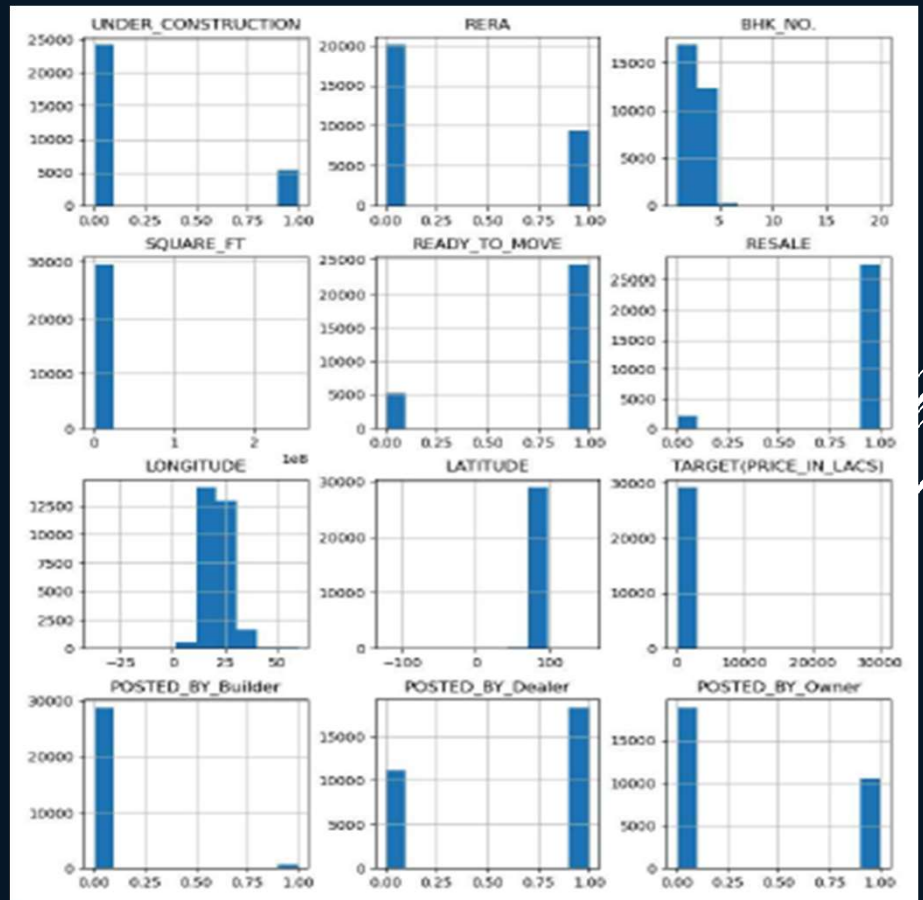 UNDER_CONSTRUCTION RERA BHK_NO.
25000 20000 15000 10000 5000 0
20000 15000 10000 5000 0
15000 10000 5000 0
0.00 0.25 0.50 0.75 1.00 0.00 0.25 0.50 0.75 1.00 5 10 15 20
SQUARE_FT READY_TO_MOVE RESALE
30000 20000 10000 0
25000 20000 15000 10000 5000 0
25000 20000 15000 10000 5000 0
0 1 2 0.00 0.25 0.50 0.75 1.00 0.00 0.25 0.50 0.75 1.00
1e8
LONGITUDE LATITUDE TARGET(PRICE_IN_LACS)
12500 10000 7500 5000 2500 0
30000 20000 10000 0
30000 20000 10000 0
−25 0 25 50 −100 0 100 0 10000 20000 30000
POSTED_BY_Builder POSTED_BY_Dealer POSTED_BY_Owner
30000 20000 10000 0
15000 10000 5000 0
15000 10000 5000 0
0.00 0.25 0.50 0.75 1.00 0.00 0.25 0.50 0.75 1.00 0.00 0.25 0.50 0.75 1.00